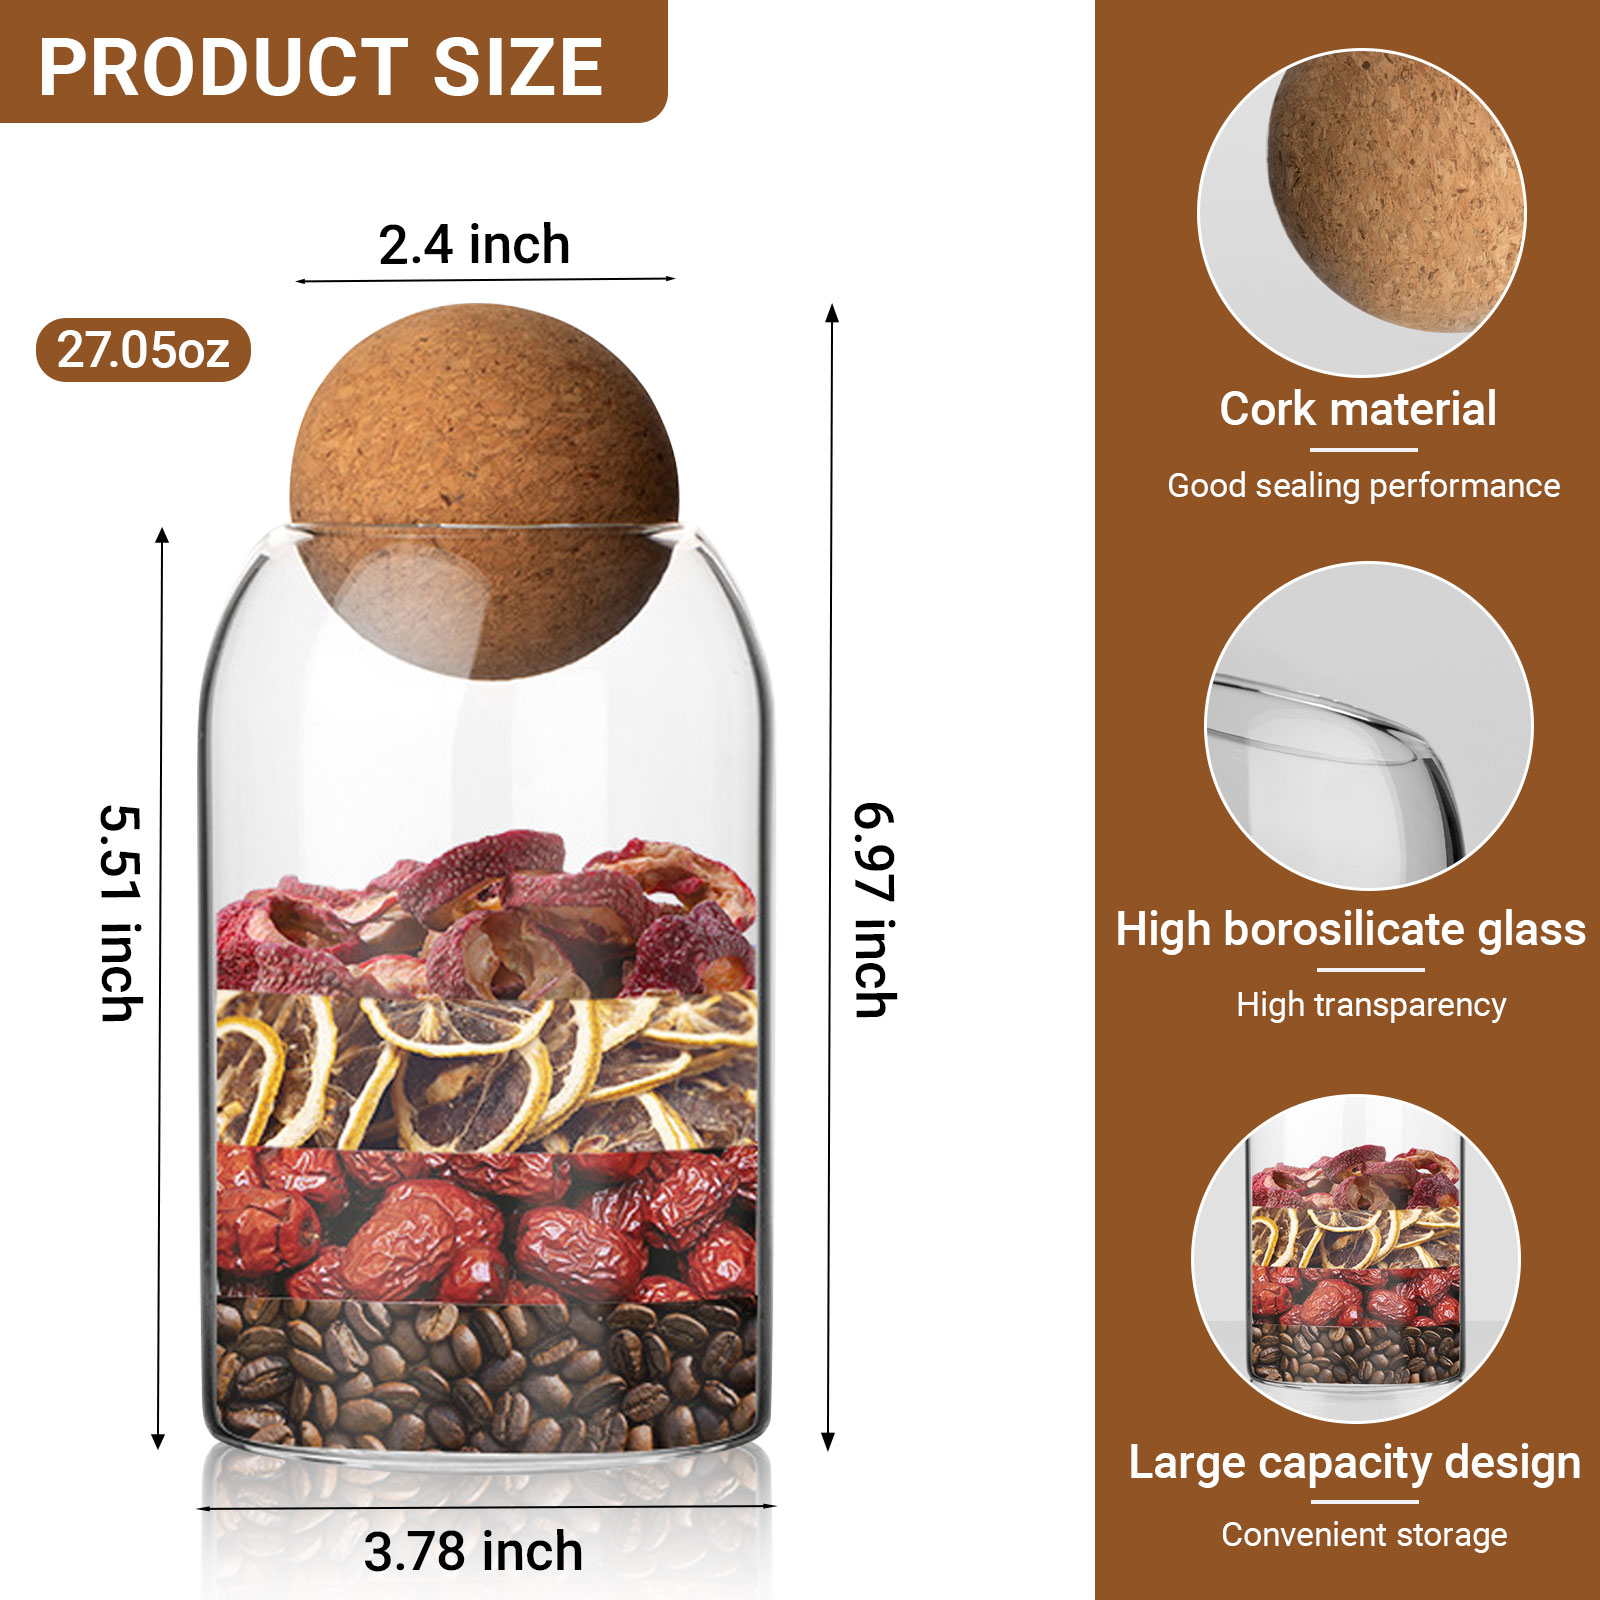 PRODUCT SIZE
2.4 inch
27.05oz
5.51 inch
6.97 inch
3.78 inch
Cork material
Good sealing performance
High borosilicate glass
High transparency
Large capacity design
Convenient storage